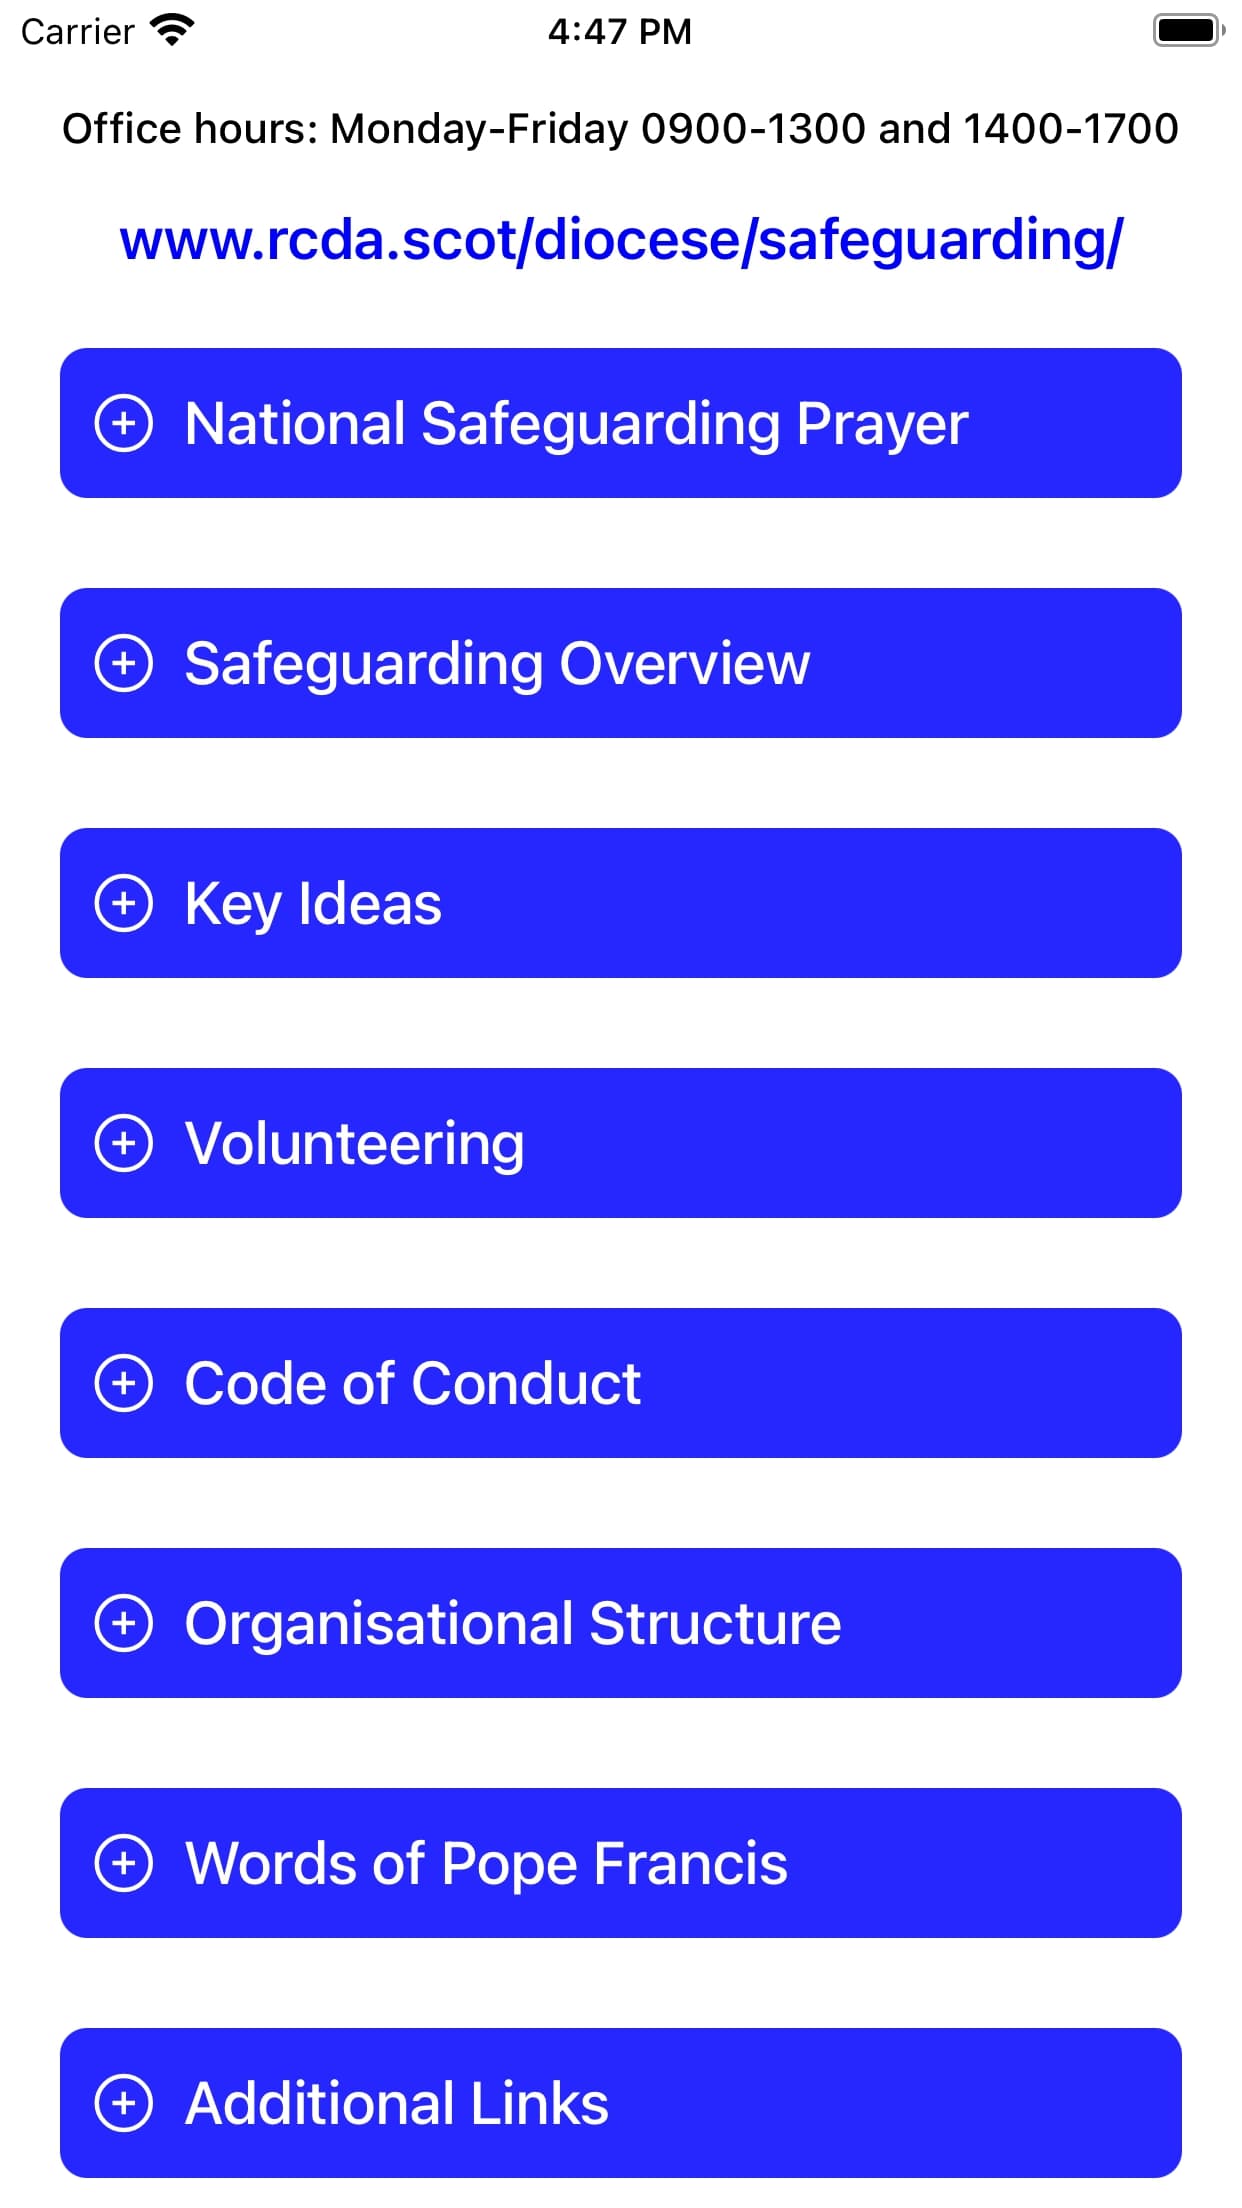 Carrier 4:47 PM
Office hours: Monday-Friday 0900-1300 and 1400-1700
www.rcda.scot/diocese/safeguarding/
National Safeguarding Prayer
Safeguarding Overview
Key Ideas
Volunteering
Code of Conduct
Organisational Structure
Words of Pope Francis
Additional Links